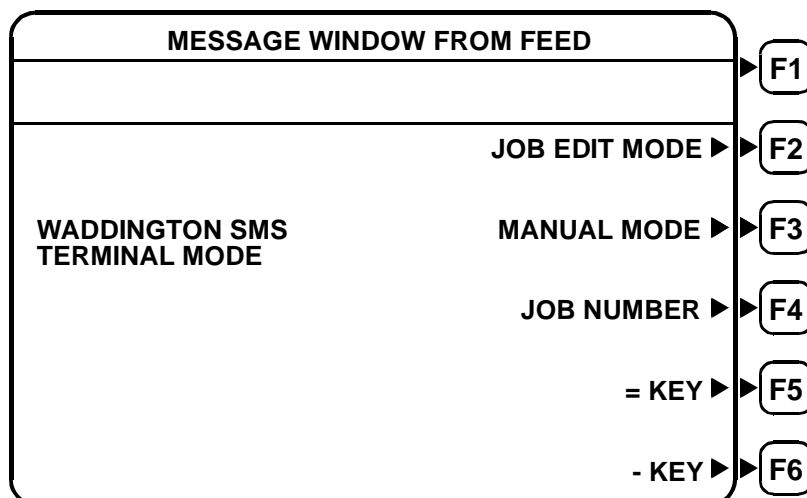 MESSAGE WINDOW FROM FEED
F1
JOB EDIT MODE F2
WADDINGTON SMS MANUAL MODE F3
TERMINAL MODE
JOB NUMBER F4
= KEY F5
- KEY F6